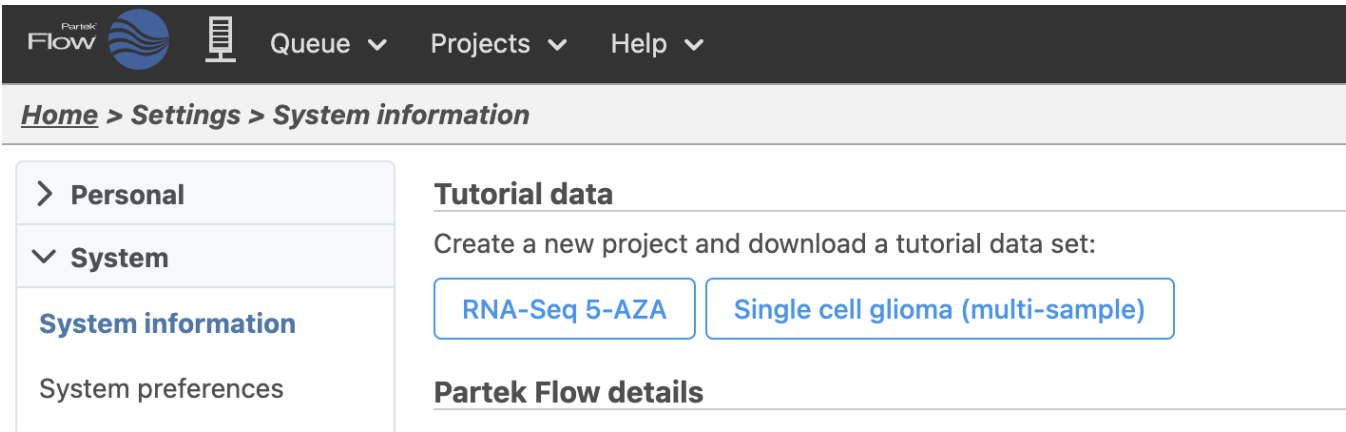 Partek
Flow
Queue Projects Help
Home > Settings > System information
Personal
System
System information
System preferences
Tutorial data
Create a new project and download a tutorial data set:
RNA-Seq 5-AZA Single cell glioma (multi-sample)
Partek Flow details